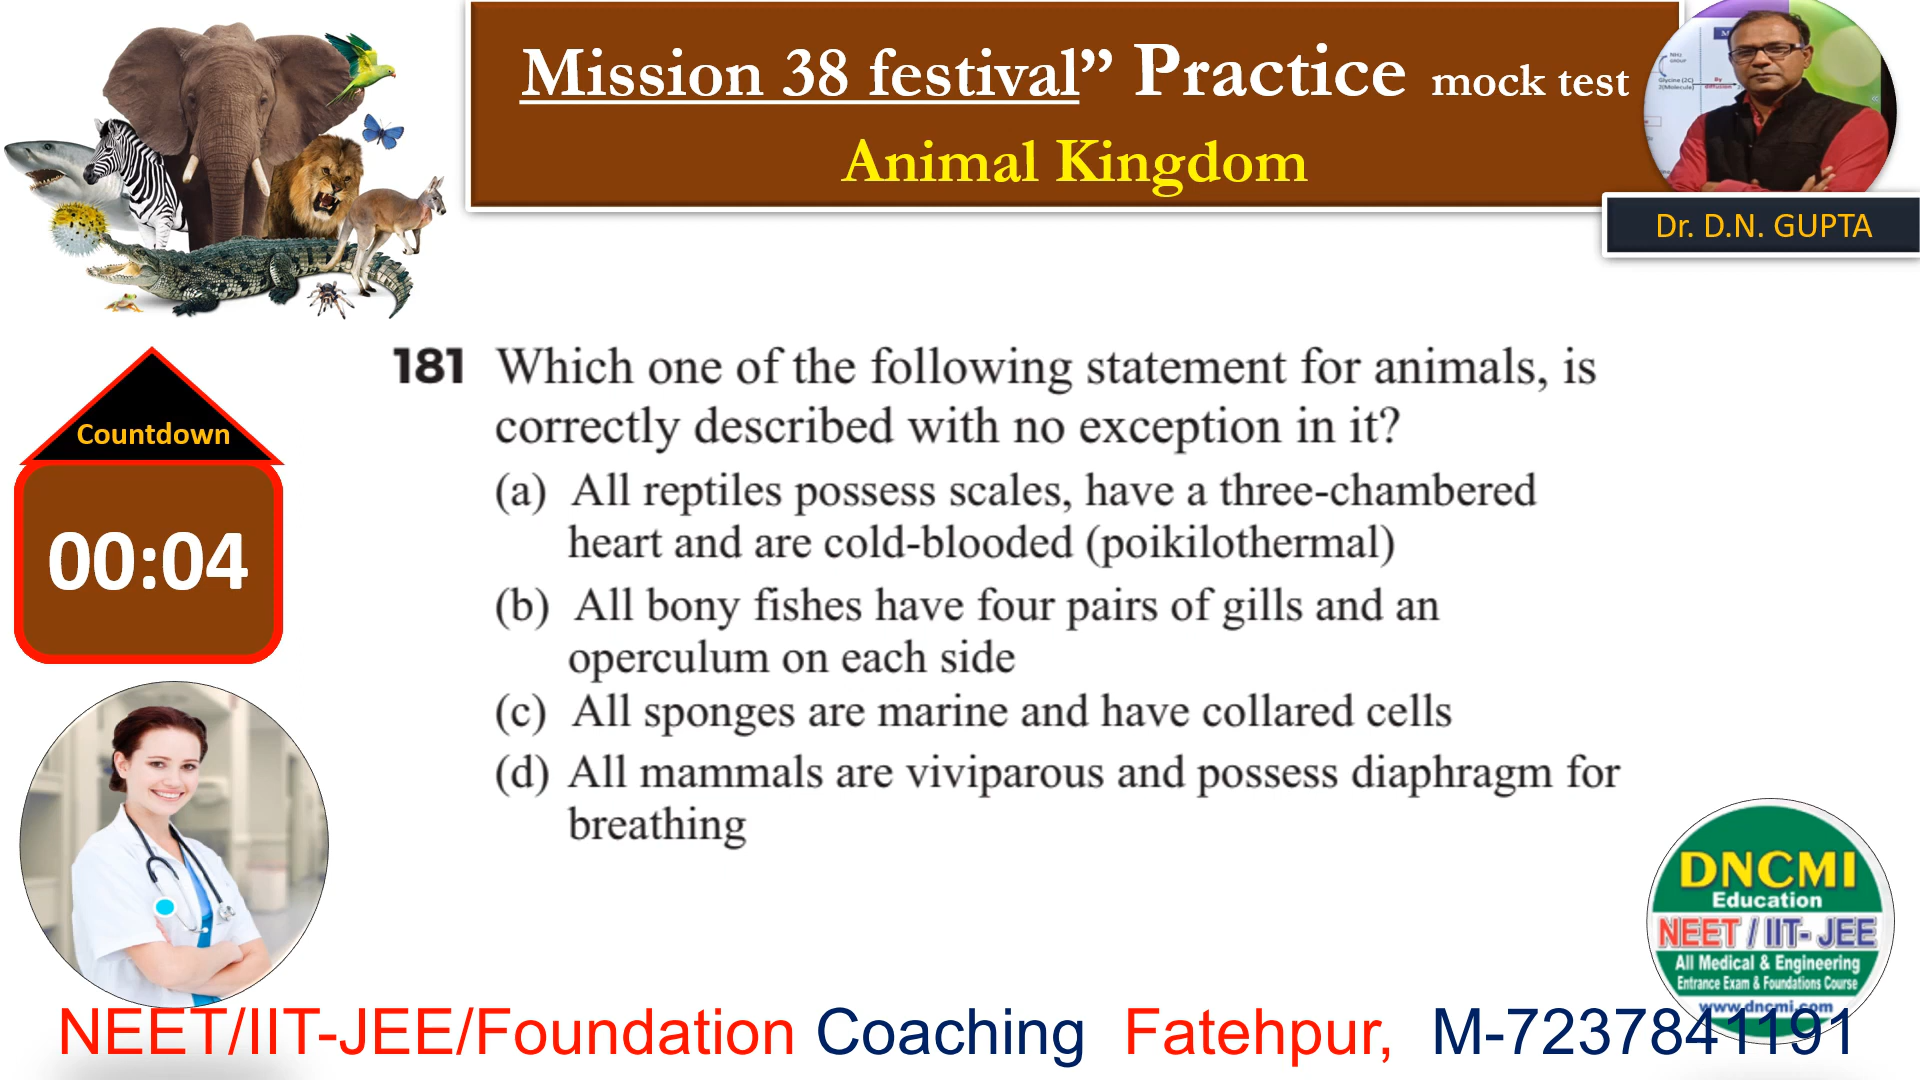 Mission 38 festival” Practice mock test
Animal Kingdom
Dr. D.N. GUPTA
Countdown
00:04
181 Which one of the following statement for animals, is
correctly described with no exception in it?
(a) All reptiles possess scales, have a three-chambered
heart and are cold-blooded (poikilothermal)
(b) All bony fishes have four pairs of gills and an
operculum on each side
(c) All sponges are marine and have collared cells
(d) All mammals are viviparous and possess diaphragm for
breathing
DNCMI
Education
NEET / IIT- JEE
All Medical & Engineering
Entrance Exam & Foundations Course
www.dncmi.com
NEET/IIT-JEE/Foundation Coaching Fatehpur, M-7237841191